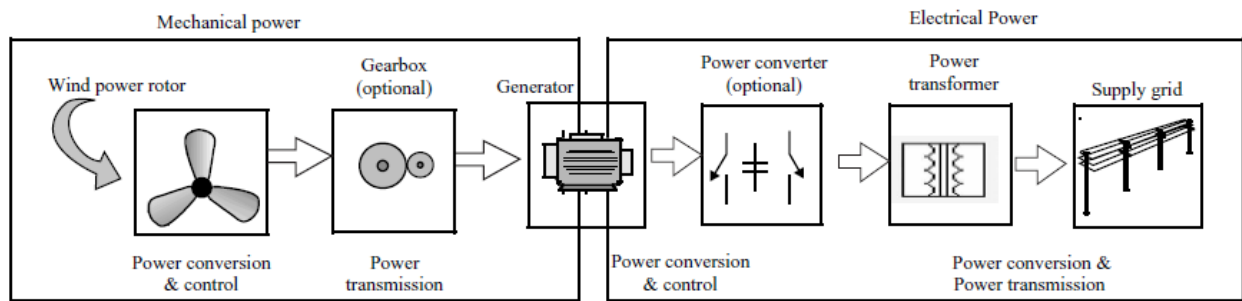 Mechanical power
Electrical Power
Wind power rotor
Gearbox
(optional)
Generator
Power converter
(optional)
Power
transformer
Supply grid
Power conversion
& control
Power
transmission
Power conversion
& control
Power conversion &
Power transmission